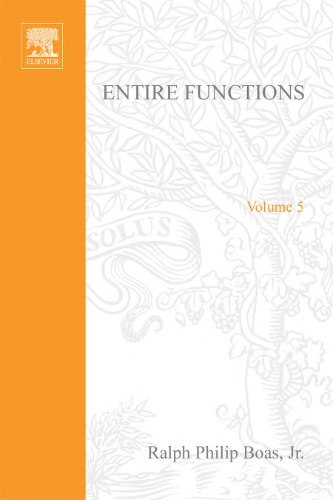 ELSEVIER
ENTIRE FUNCTIONS
Volume 5
SOLUS
Ralph Philip Boas, Jr.